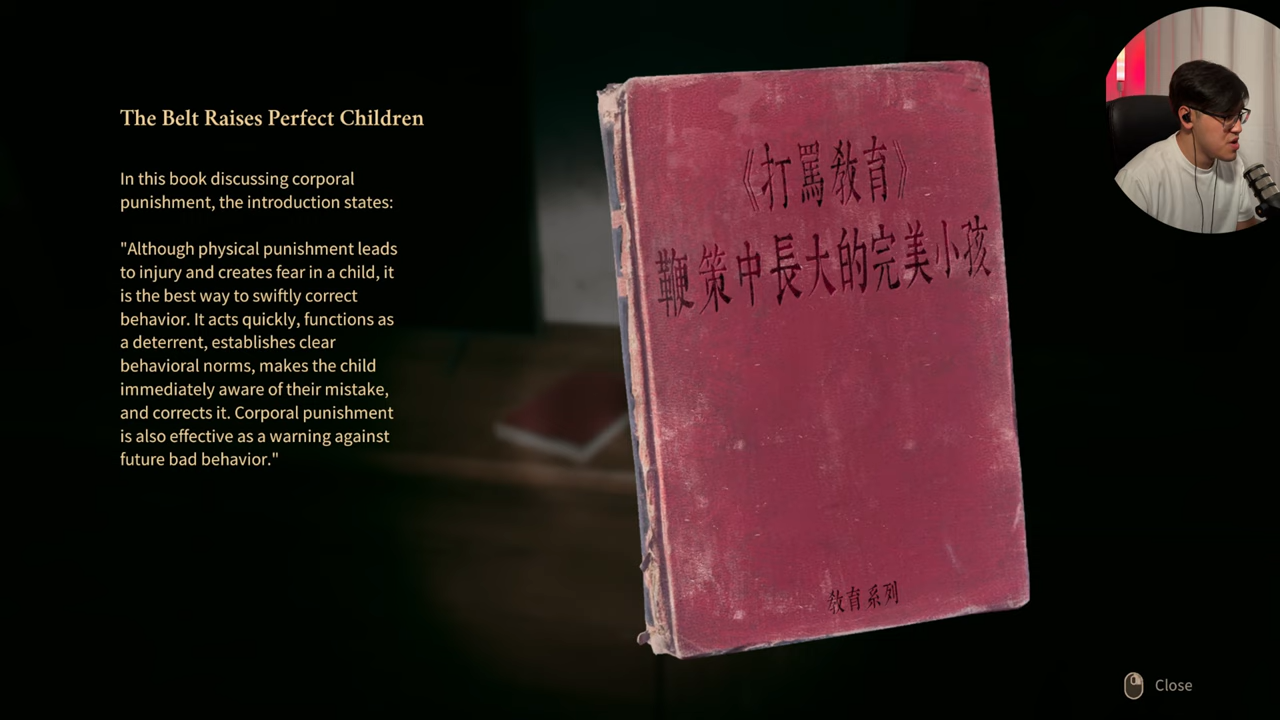 The Belt Raises Perfect Children
In this book discussing corporal
punishment, the introduction states:
"Although physical punishment leads
to injury and creates fear in a child, it
is the best way to swiftly correct
behavior. It acts quickly, functions as
a deterrent, establishes clear
behavioral norms, makes the child
immediately aware of their mistake,
and corrects it. Corporal punishment
is also effective as a warning against
future bad behavior."
《打罵教育》
鞭策中長大的完美小孩
教育系列
Close